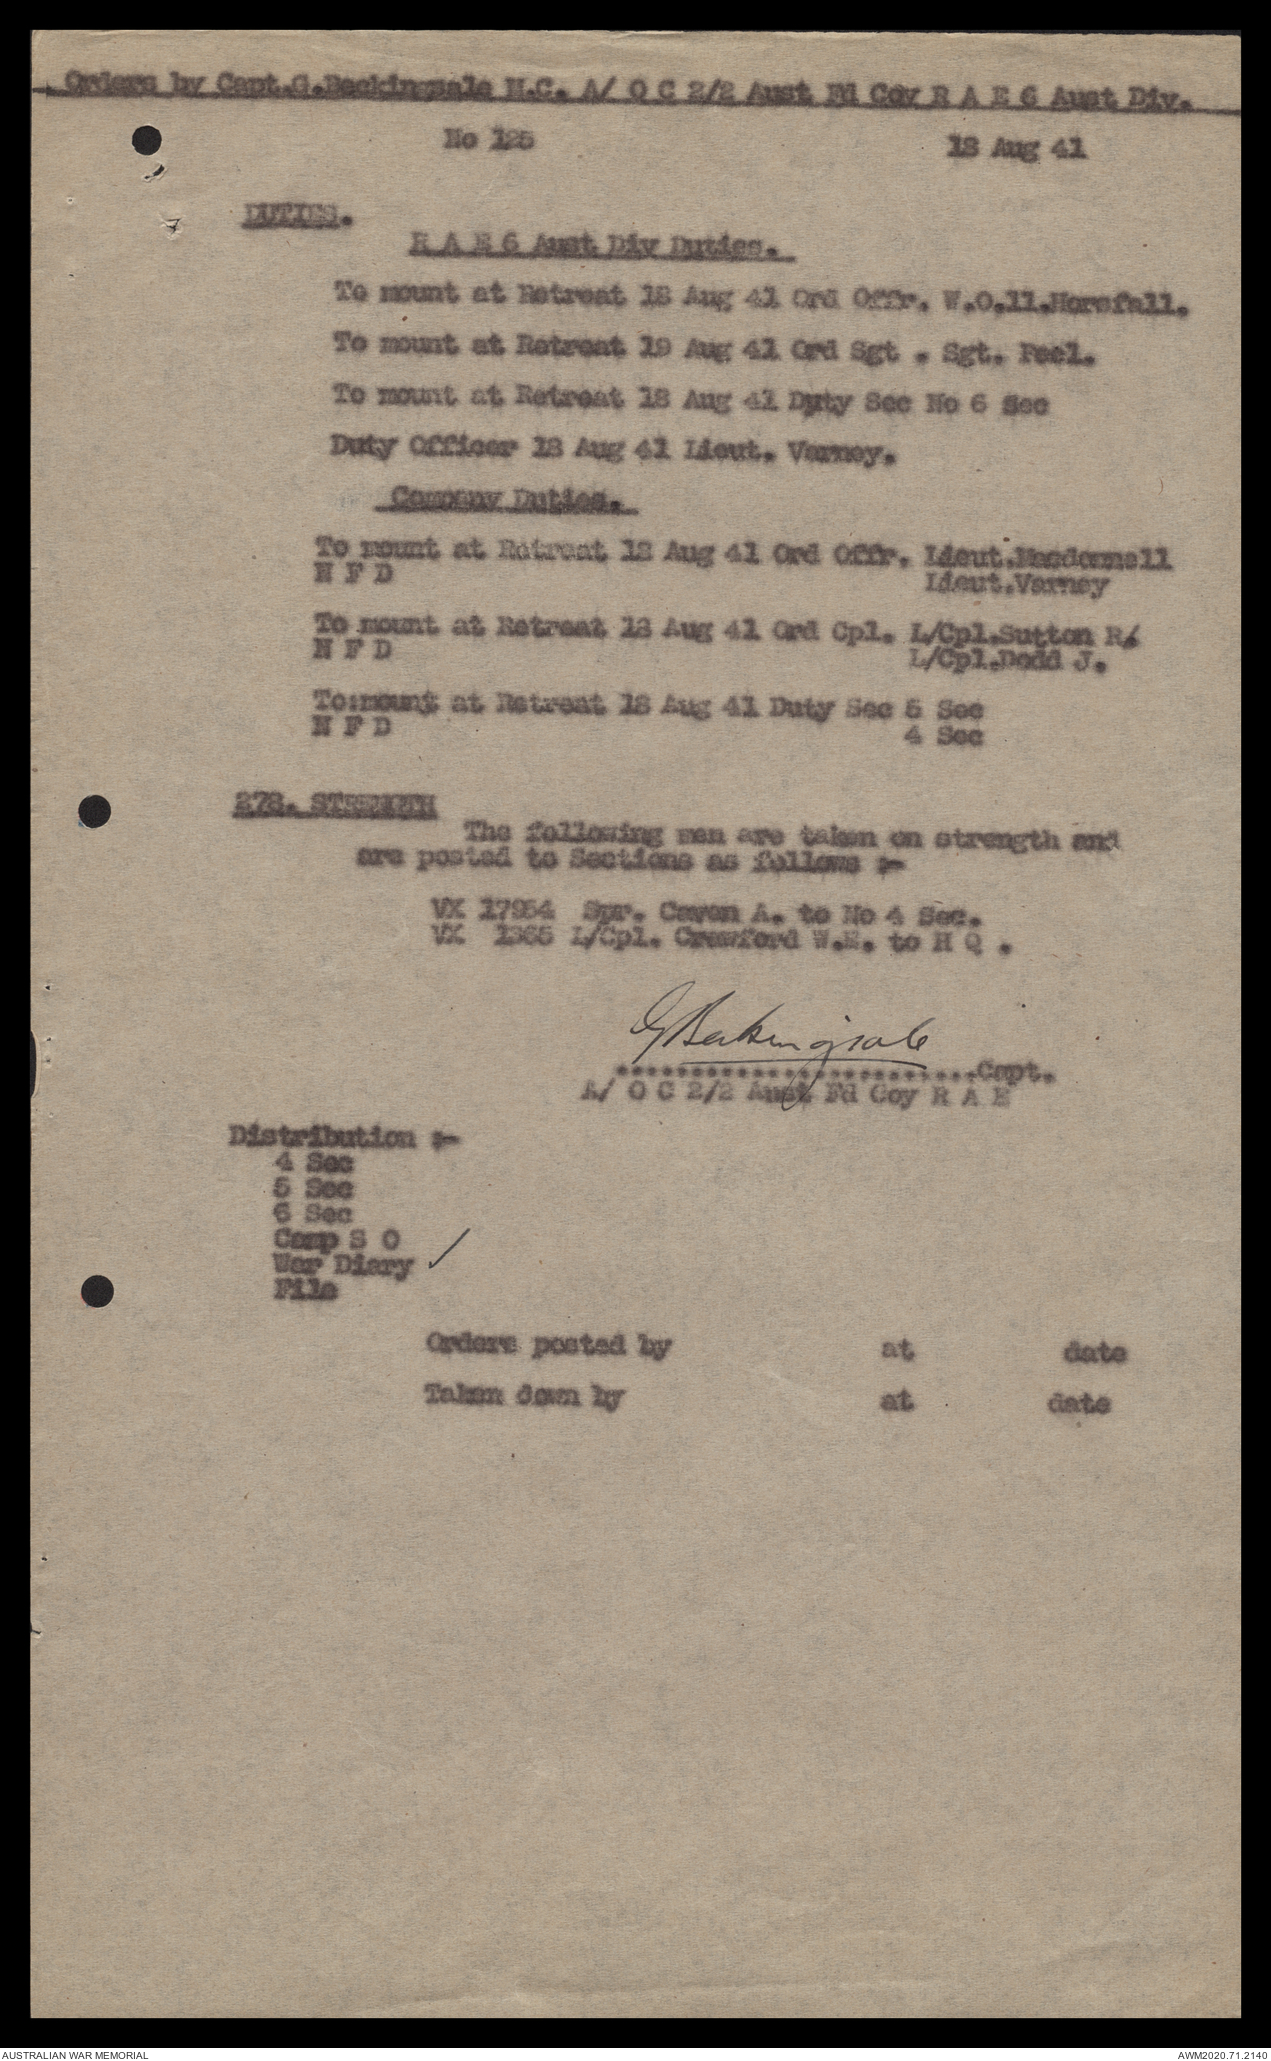 Orders by Capt.G.Beckingsale M.C. A/ O C 2/2 Aust Fd Coy R A E 6 Aust Div.
No 125 18 Aug 41
DUTIES.
R A E 6 Aust Div Duties.
To mount at Retreat 18 Aug 41 Ord Offr. W.O.11.Horsfall.
To mount at Retreat 19 Aug 41 Ord Sgt . Sgt. Peel.
To mount at Retreat 18 Aug 41 Duty Sec No 6 Sec
Duty Officer 18 Aug 41 Lieut. Varney.
Company Duties.
To mount at Retreat 18 Aug 41 Ord Offr. Lieut.Macdonnell
N F D Lieut.Varney
To mount at Retreat 18 Aug 41 Ord Cpl. L/Cpl.Sutton R.
N F D L/Cpl.Dodd J.
To:mount at Retreat 18 Aug 41 Duty Sec 5 Sec
N F D 4 Sec
278. STRENGTH
The following men are taken on strength and
are posted to Sections as follows :-
VX 17954 Spr. Caven A. to No 4 Sec.
VX 1365 L/Cpl. Crawford W.E. to H Q .
G Beckingsale
........................Capt.
A/ O C 2/2 Aust Fd Coy R A E
Distribution :-
4 Sec
5 Sec
6 Sec
Camp S O
War Diary ✓
File
Orders posted by at date
Taken down by at date
AUSTRALIAN WAR MEMORIAL AWM2020.71.2140